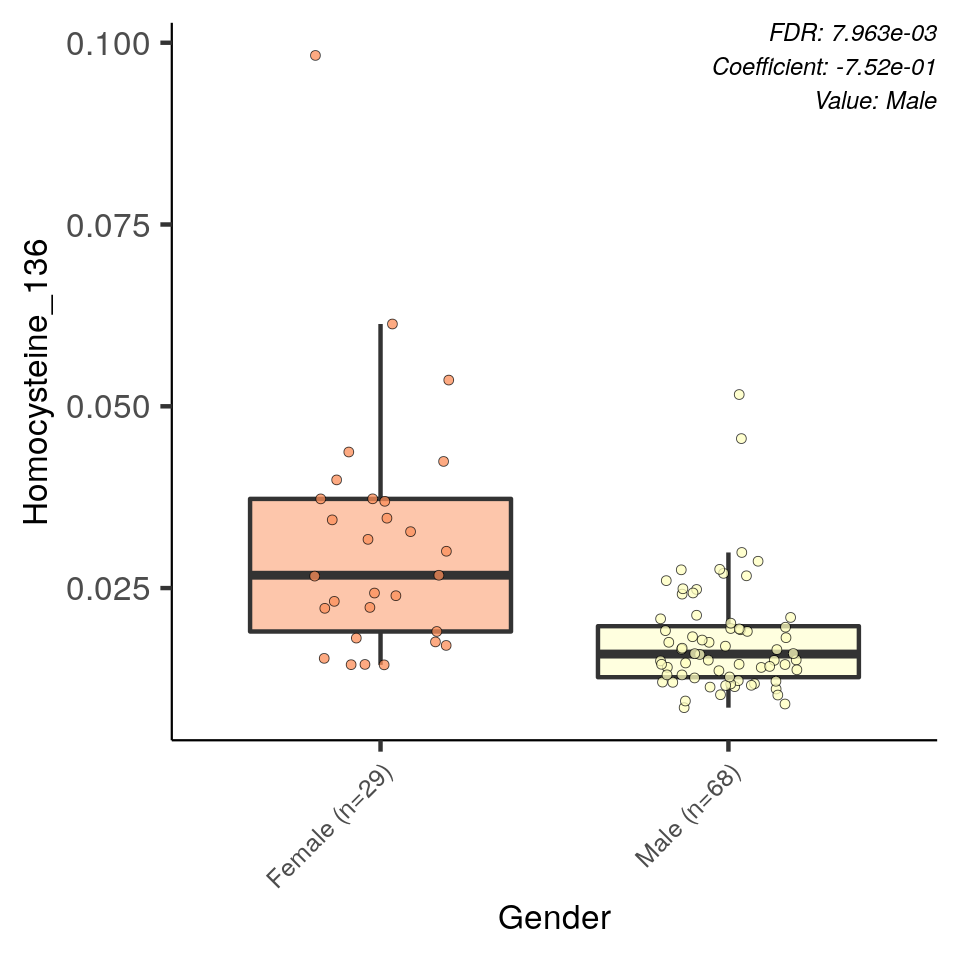 FDR: 7.963e-03
Coefficient: -7.52e-01
Value: Male
0.100
0.075
0.050
0.025
Homocysteine_136
Female (n=29)
Male (n=68)
Gender